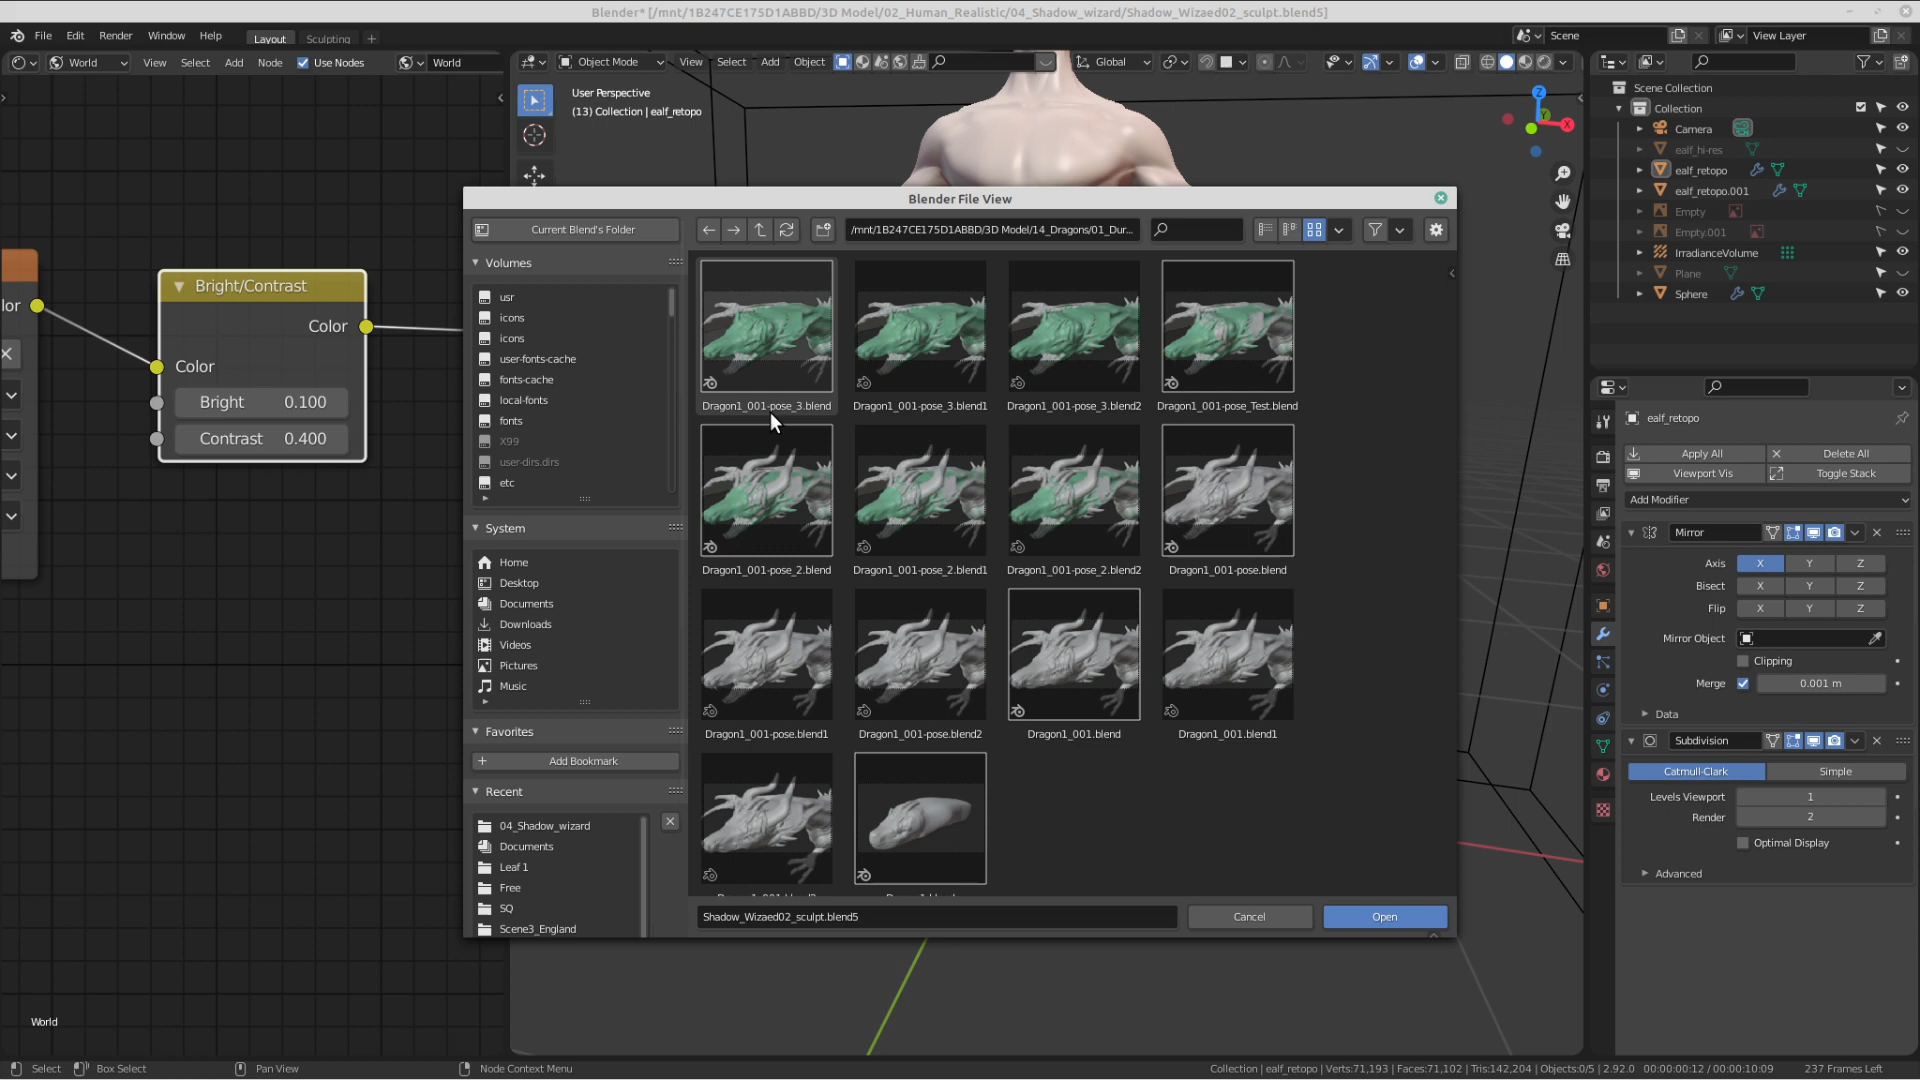 Blender* [/mnt/1B247CE175D1ABBD/3D Model/02_Human_Realistic/04_Shadow_wizard/Shadow_Wizaed02_sculpt.blend5]
File Edit Render Window Help Layout Sculpting +
Scene View Layer
World View Select Add Node Use Nodes World
Object Mode View Select Add Object Global
User Perspective
(13) Collection | ealf_retopo
Z
Y
X
Scene Collection
Collection
Camera
ealf_hi-res
ealf_retopo
ealf_retopo.001
Empty
Empty.001
IrradianceVolume
Plane
Sphere
lor
Bright/Contrast
Color
Color
Bright 0.100
Contrast 0.400
World
Blender File View
Current Blend's Folder
/mnt/1B247CE175D1ABBD/3D Model/14_Dragons/01_Dur...
Volumes
usr
icons
icons
user-fonts-cache
fonts-cache
local-fonts
fonts
X99
user-dirs.dirs
etc
System
Home
Desktop
Documents
Downloads
Videos
Pictures
Music
Favorites
Add Bookmark
Recent
04_Shadow_wizard
Documents
Leaf 1
Free
SQ
Scene3_England
Dragon1_001-pose_3.blend Dragon1_001-pose_3.blend1 Dragon1_001-pose_3.blend2 Dragon1_001-pose_Test.blend
Dragon1_001-pose_2.blend Dragon1_001-pose_2.blend1 Dragon1_001-pose_2.blend2 Dragon1_001-pose.blend
Dragon1_001-pose.blend1 Dragon1_001-pose.blend2 Dragon1_001.blend Dragon1_001.blend1
Shadow_Wizaed02_sculpt.blend5 Cancel Open
ealf_retopo
Apply All Delete All
Viewport Vis Toggle Stack
Add Modifier
Mirror
Axis X Y Z
Bisect X Y Z
Flip X Y Z
Mirror Object
Clipping
Merge 0.001 m
Data
Subdivision
Catmull-Clark Simple
Levels Viewport 1
Render 2
Optimal Display
Advanced
Select Box Select Pan View Node Context Menu
Collection | ealf_retopo | Verts:71,193 | Faces:71,102 | Tris:142,204 | Objects:0/5 | 2.92.0 00:00:00:12 / 00:00:10:09 237 Frames Left